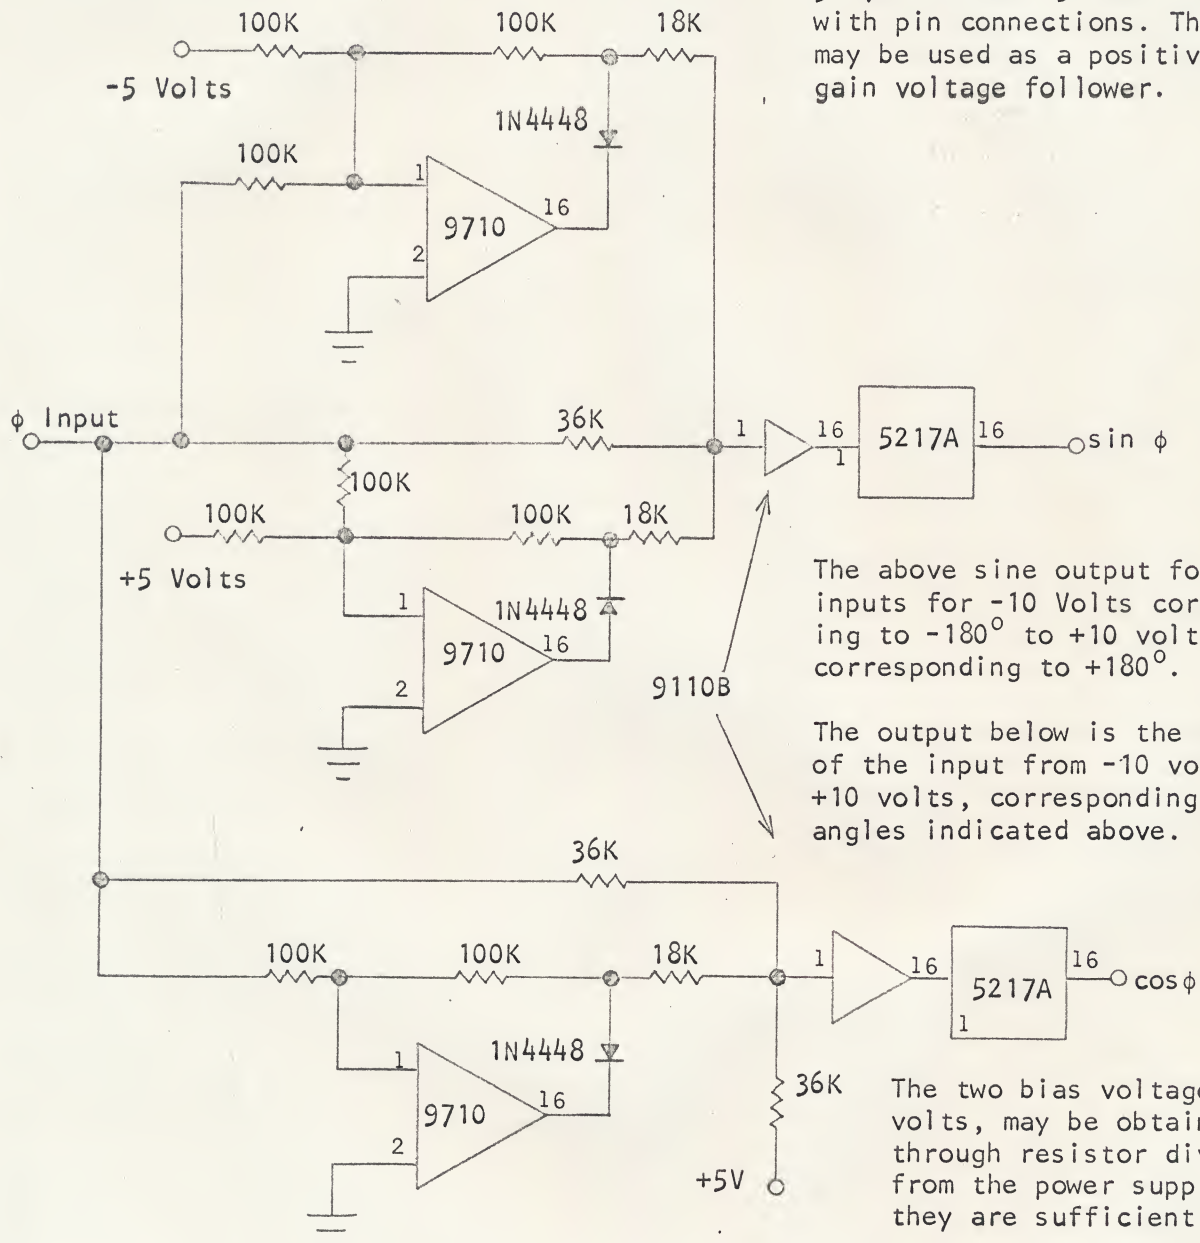 100K
100K
18K
with pin connections. Th
may be used as a positiv
gain voltage follower.
-5 Volts
1N4448
100K
1
16
9710
2
ϕ Input
36K
1
16
1
5217A
16
sin ϕ
100K
100K
100K
18K
+5 Volts
1
1N4448
16
9710
2
9110B
The above sine output fo
inputs for -10 Volts cor
ing to -180° to +10 volt
corresponding to +180°.
The output below is the
of the input from -10 vo
+10 volts, corresponding
angles indicated above.
36K
100K
100K
18K
1
16
5217A
1
16
cos ϕ
1
1N4448
16
9710
2
36K
+5V
The two bias voltage
volts, may be obtain
through resistor div
from the power supp
they are sufficient